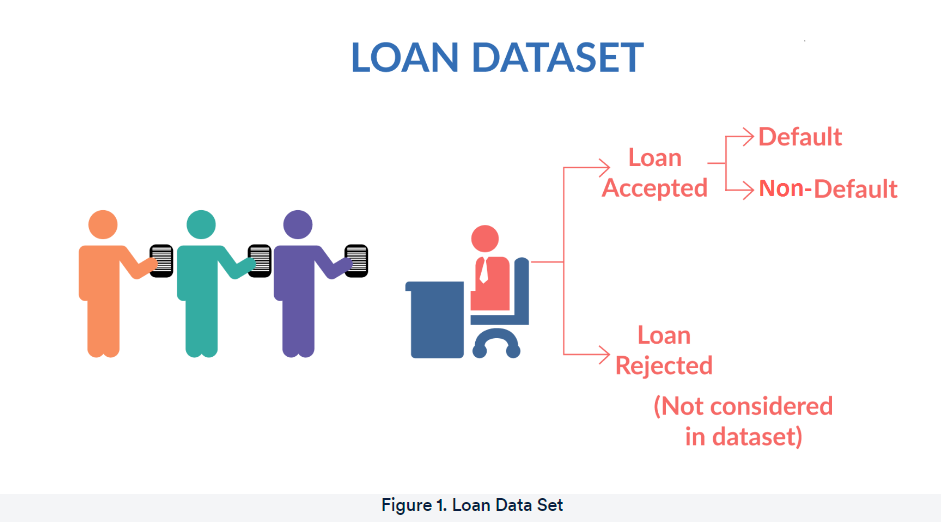 LOAN DATASET
Loan
Accepted
Default
Non-Default
Loan
Rejected
(Not considered
in dataset)
Figure 1. Loan Data Set